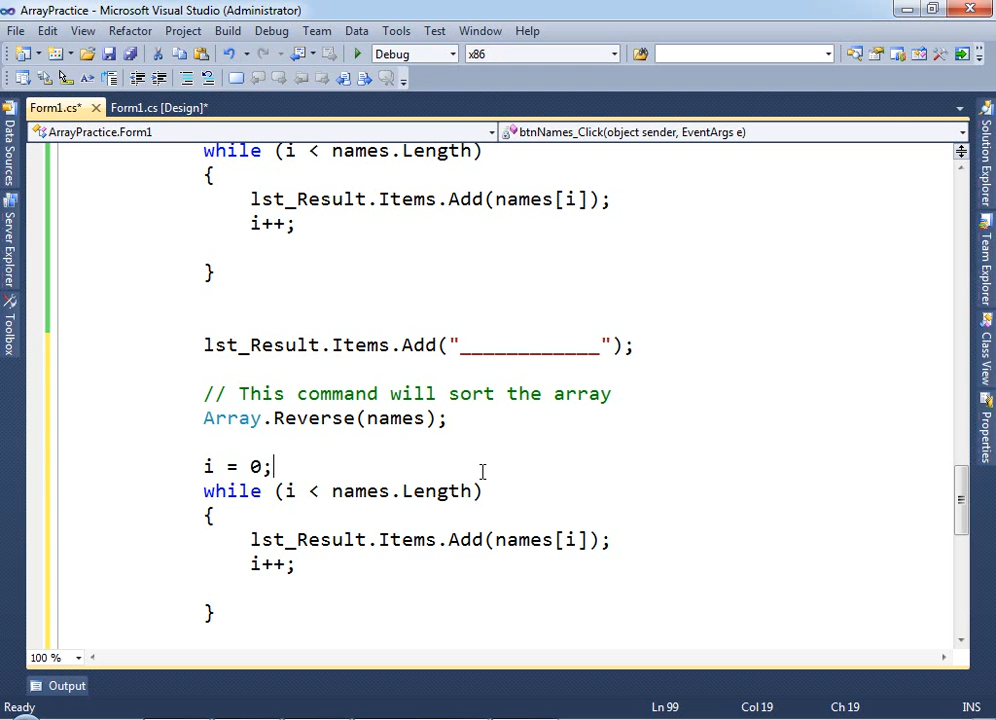 ArrayPractice - Microsoft Visual Studio (Administrator)
File Edit View Refactor Project Build Debug Team Data Tools Test Window Help
Debug x86
Form1.cs* Form1.cs [Design]*
ArrayPractice.Form1 btnNames_Click(object sender, EventArgs e)
while (i < names.Length)
{
lst_Result.Items.Add(names[i]);
i++;
}
lst_Result.Items.Add("____________");
// This command will sort the array
Array.Reverse(names);
i = 0;
while (i < names.Length)
{
lst_Result.Items.Add(names[i]);
i++;
}
100 %
Output
Ready Ln 99 Col 19 Ch 19 INS
Data Sources
Server Explorer
Toolbox
Solution Explorer
Team Explorer
Class View
Properties